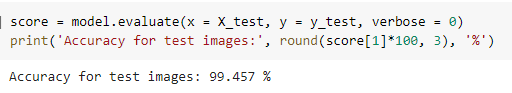 score = model.evaluate(x = X_test, y = y_test, verbose = 0)
print('Accuracy for test images:', round(score[1]*100, 3), '%')
Accuracy for test images: 99.457 %